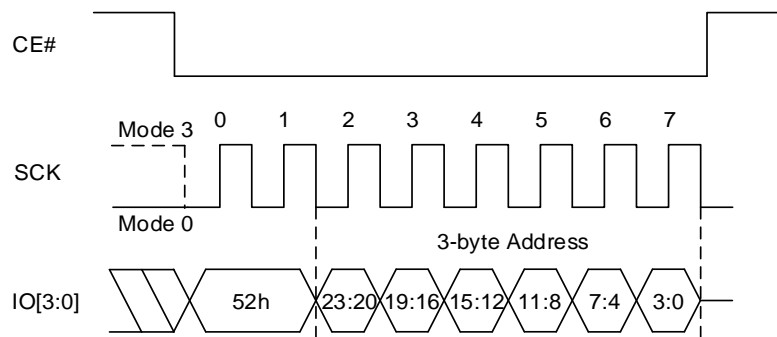 CE#
Mode 3
0 1 2 3 4 5 6 7
SCK
Mode 0
3-byte Address
IO[3:0]
52h 23:20 19:16 15:12 11:8 7:4 3:0